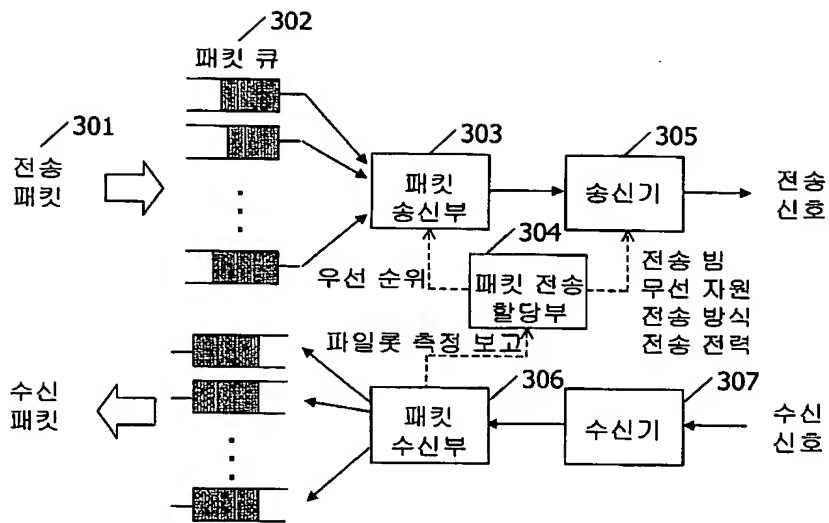 302
패킷 큐
301
전송
패킷
303
패킷
송신부
305
송신기
전송
신호
304
패킷 전송
할당부
우선 순위
전송 빔
무선 자원
전송 방식
전송 전력
파일롯 측정 보고
306
패킷
수신부
307
수신기
수신
신호
수신
패킷